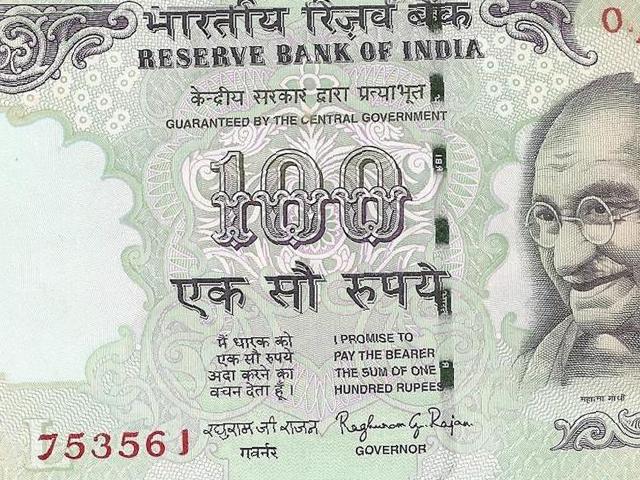 भारतीय रिज़र्व बैंक
RESERVE BANK OF INDIA
केन्द्रीय सरकार द्वारा प्रत्याभूत
GUARANTEED BY THE CENTRAL GOVERNMENT
100
एक सौ रुपये
मैं धारक को
एक सौ रुपये
अदा करने का
वचन देता हूँ।
I PROMISE TO
PAY THE BEARER
THE SUM OF ONE
HUNDRED RUPEES
रघुराम जी राजन
गवर्नर
Raghuram G. Rajan
GOVERNOR
महात्मा गांधी
753561